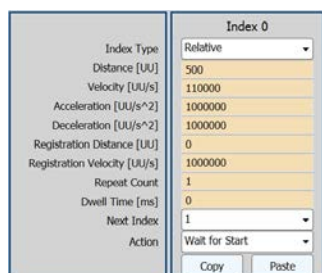 Index 0
Index Type Relative
Distance [UU] 500
Velocity [UU/s] 110000
Acceleration [UU/s^2] 1000000
Deceleration [UU/s^2] 1000000
Registration Distance [UU] 0
Registration Velocity [UU/s] 1000000
Repeat Count 1
Dwell Time [ms] 0
Next Index 1
Action Wait for Start
Copy Paste